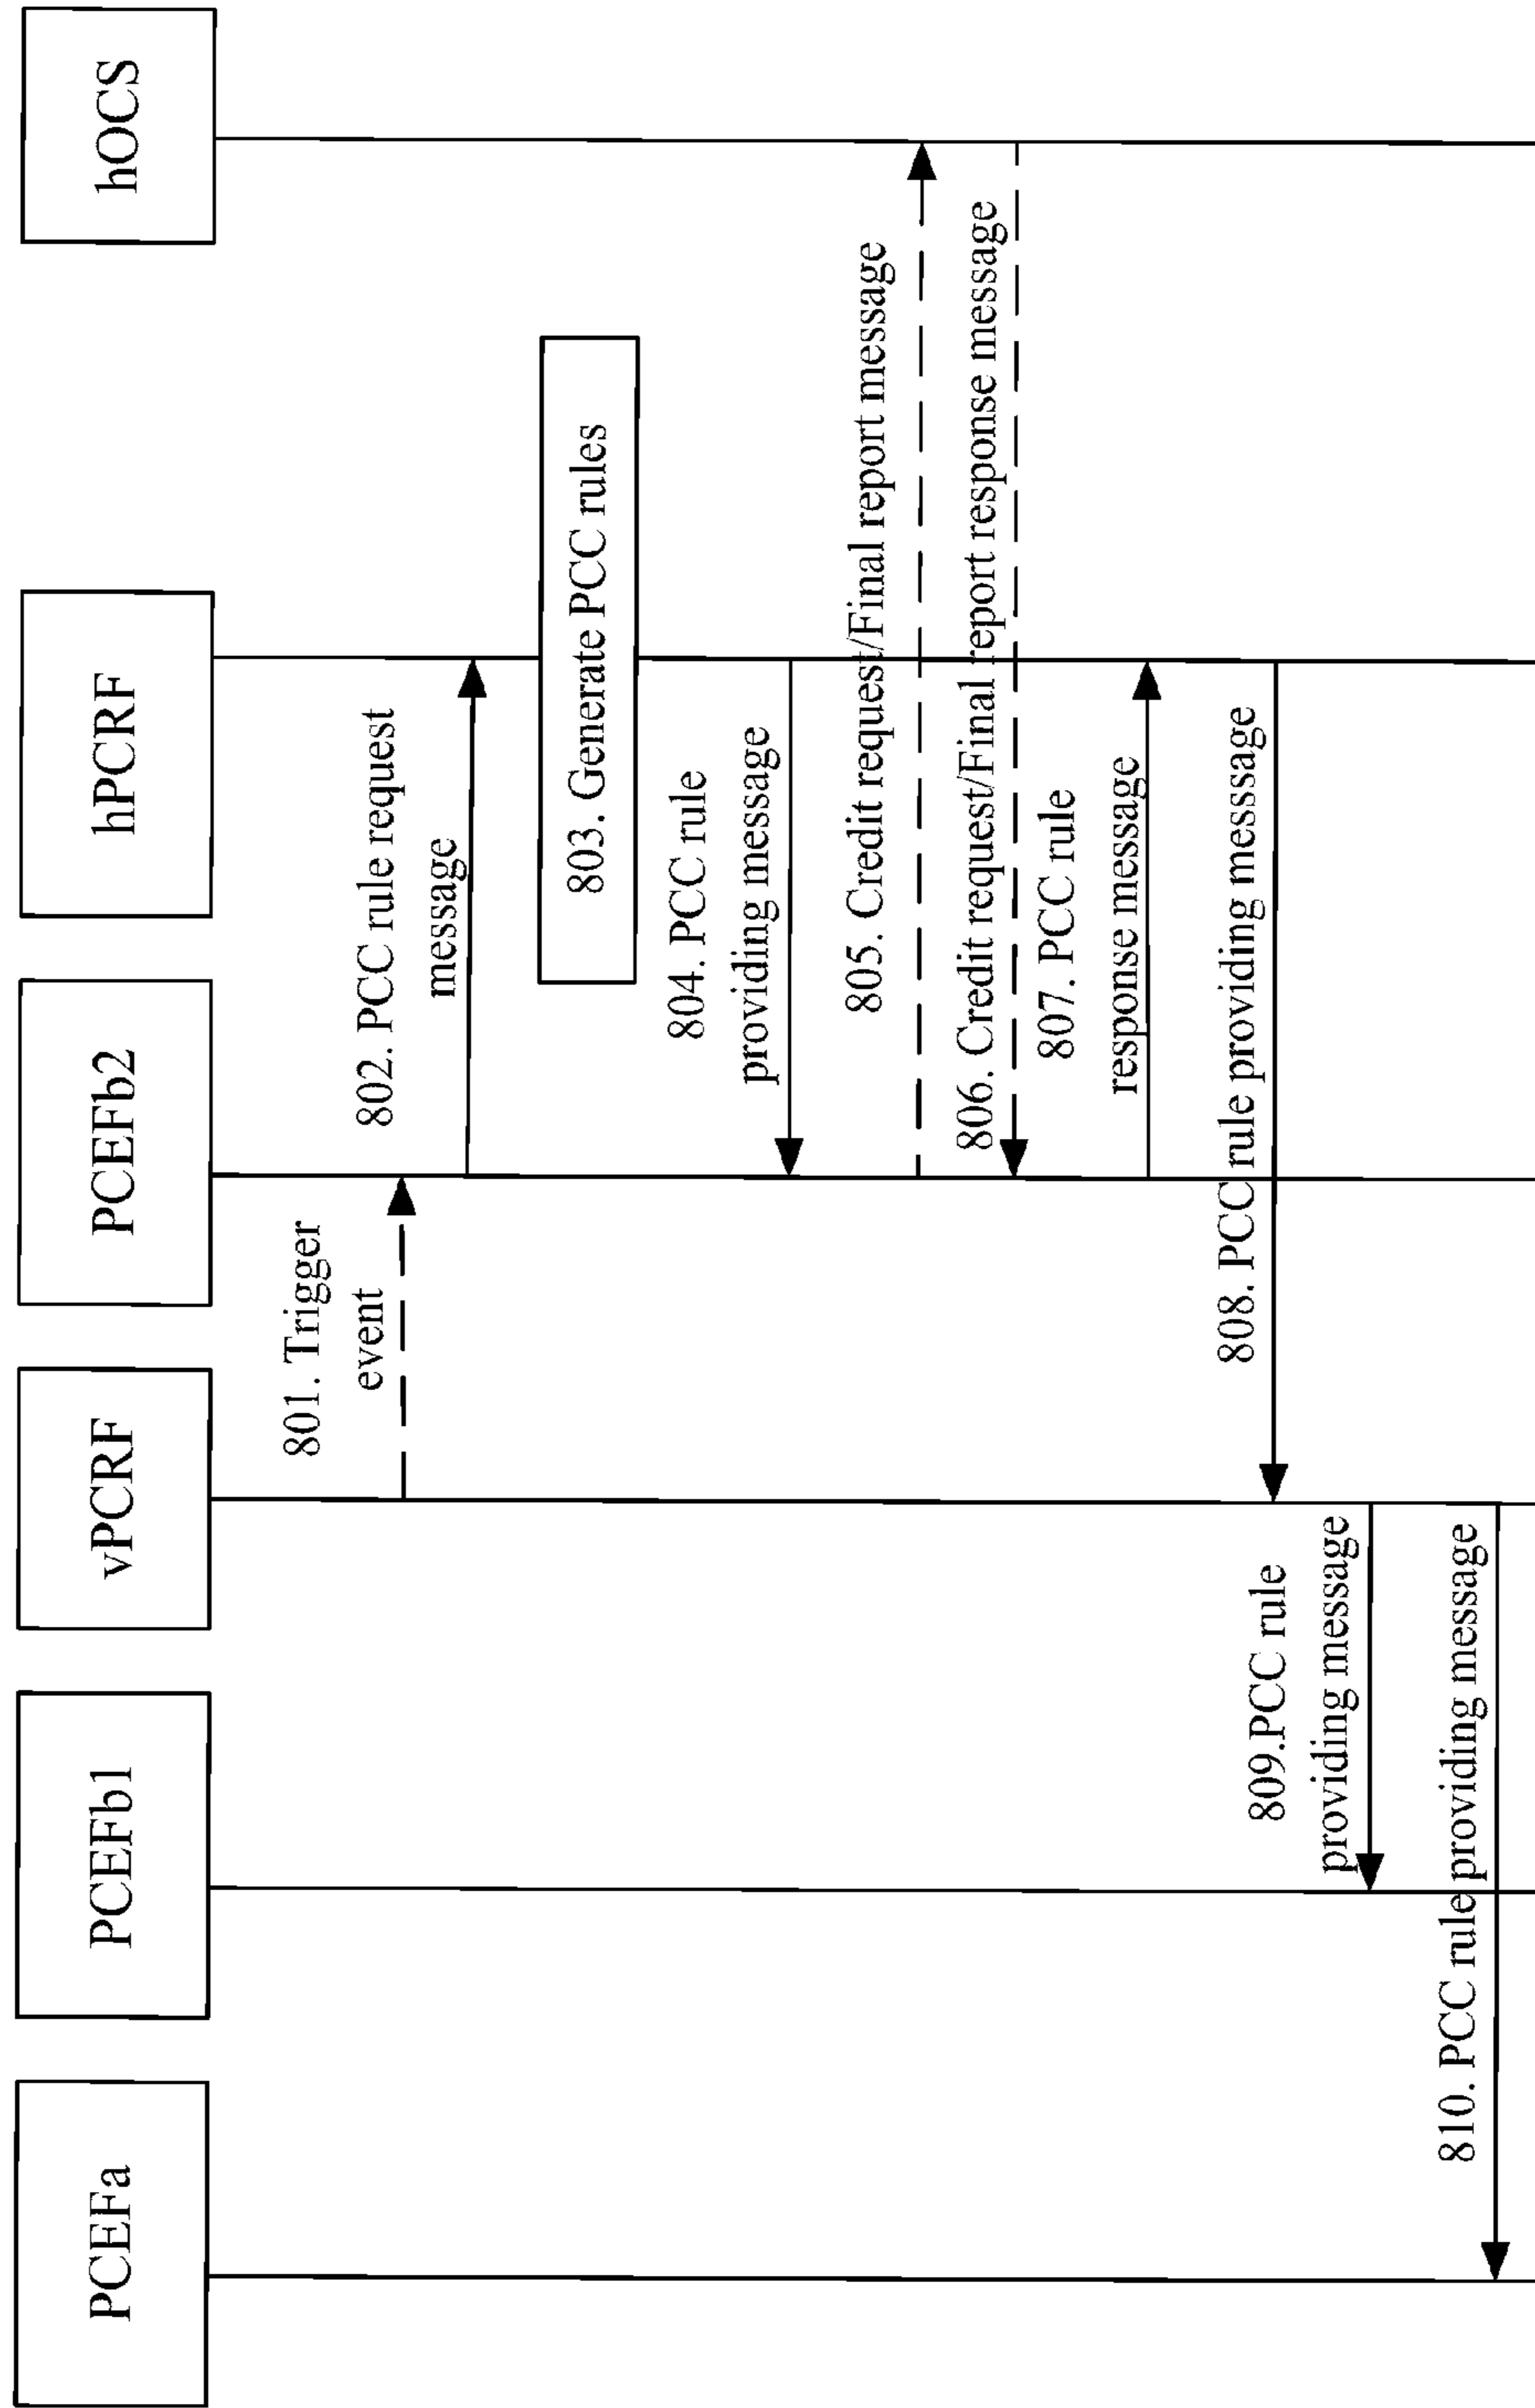 PCEFa
PCEFb1
vPCRF
PCEFb2
hPCRF
hOCS
801. Trigger
event
802. PCC rule request
message
803. Generate PCC rules
804. PCC rule
providing message
805. Credit request/Final report message
806. Credit request/Final report response message
807. PCC rule
response message
808. PCC rule providing messsage
809.PCC rule
providing message
810. PCC rule providing message